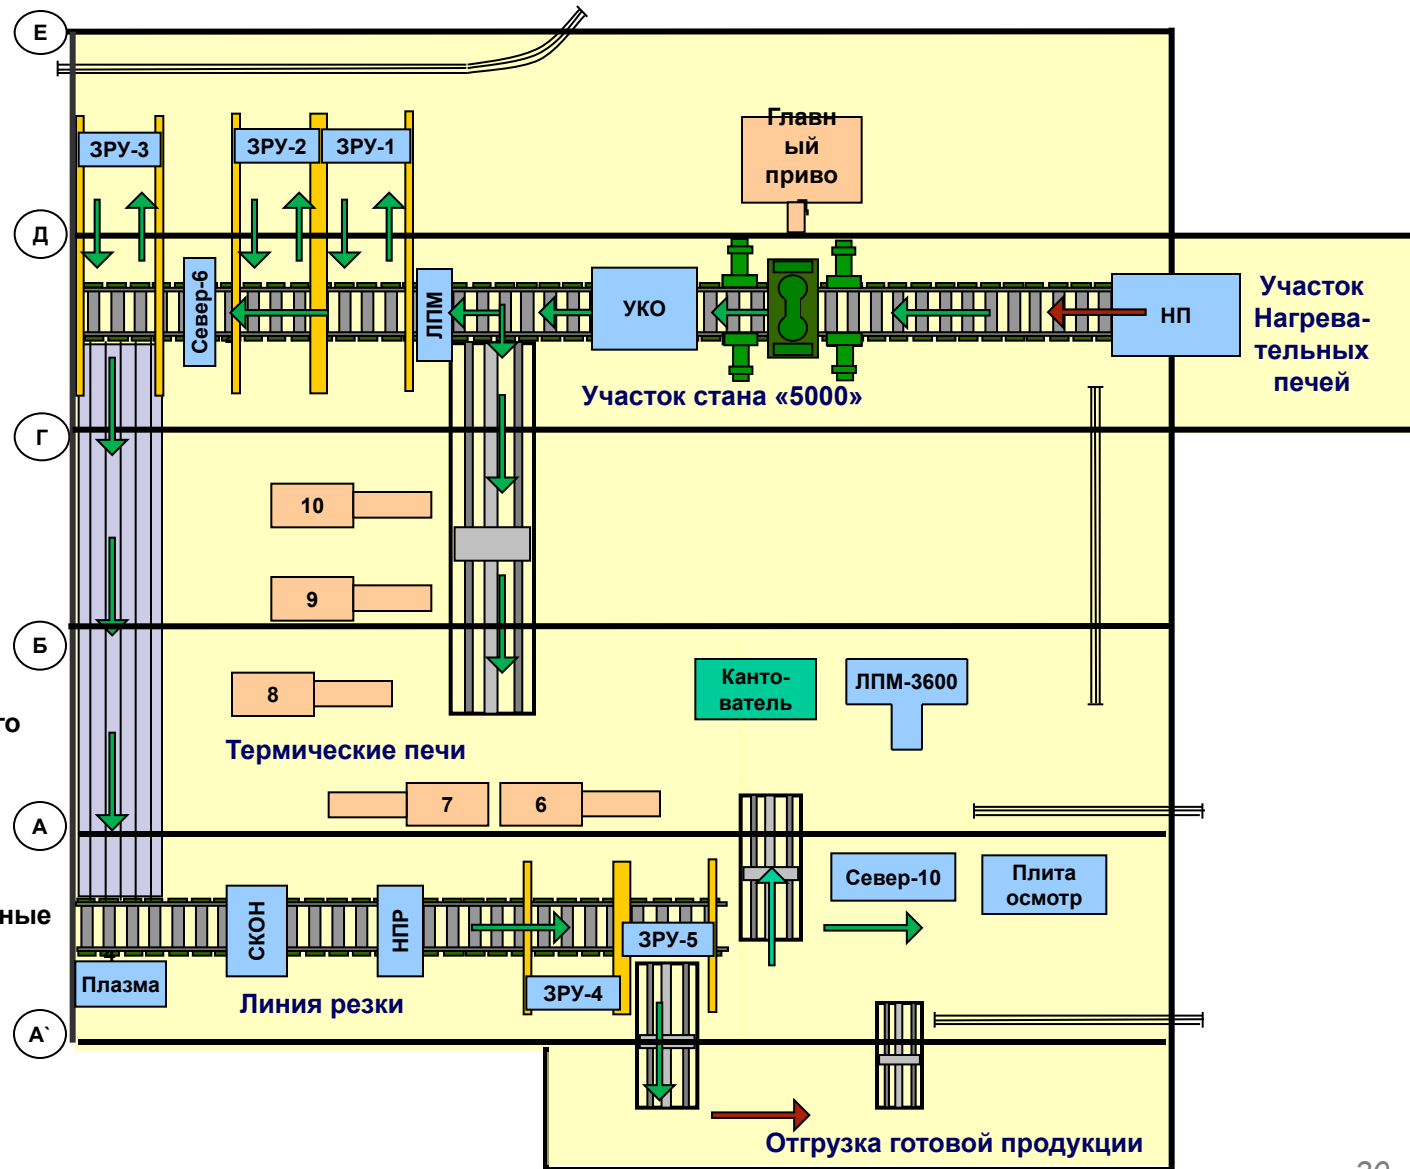 Е
Главн
ый
приво
ЗРУ-3
ЗРУ-2
ЗРУ-1
Д
Север-6
ЛПМ
УКО
НП
Участок
Нагрева-
тельных
печей
Участок стана «5000»
Г
10
9
Б
8
Канто-
ватель
ЛПМ-3600
го
Термические печи
7
6
А
Север-10
Плита
осмотр
ные
СКОН
НПР
ЗРУ-5
Плазма
ЗРУ-4
Линия резки
А`
Отгрузка готовой продукции